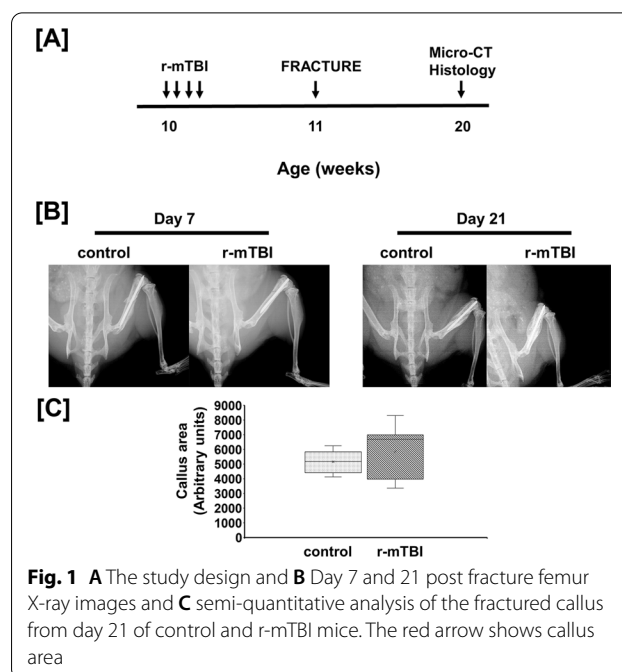 [A]
r-mTBI FRACTURE Micro-CT
Histology
10 11 20
Age (weeks)
[B]
Day 7 Day 21
control r-mTBI control r-mTBI
[C]
Callus area
(Arbitrary units)
9000
8000
7000
6000
5000
4000
3000
2000
1000
0
control r-mTBI
Fig. 1 A The study design and B Day 7 and 21 post fracture femur
X-ray images and C semi-quantitative analysis of the fractured callus
from day 21 of control and r-mTBI mice. The red arrow shows callus
area